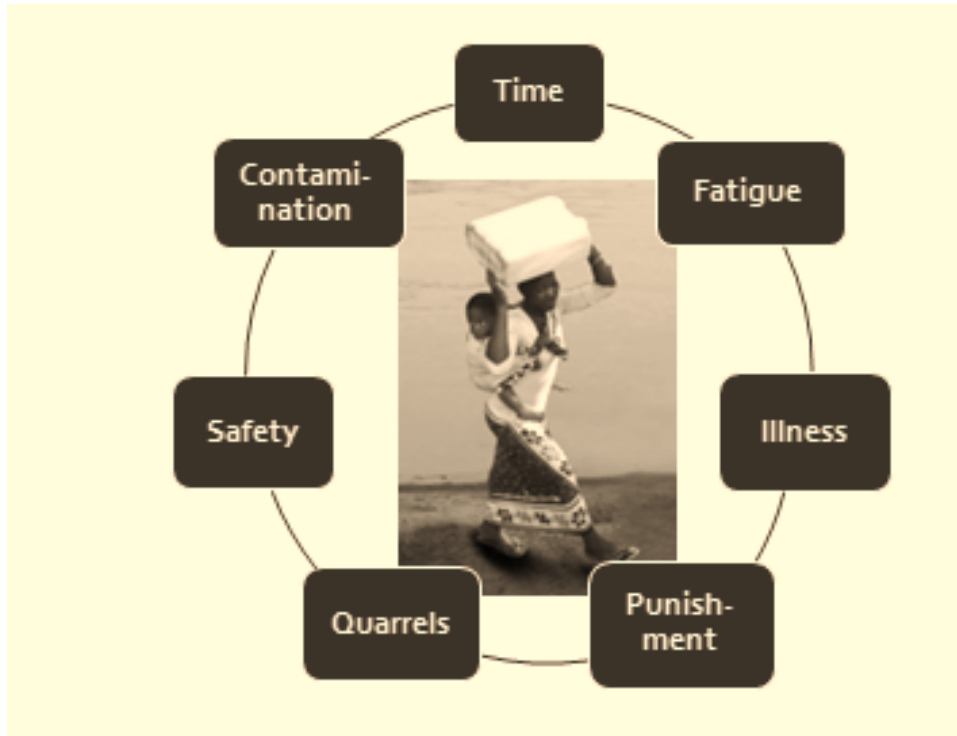 Time
Fatigue
Illness
Punish-
ment
Quarrels
Safety
Contami-
nation